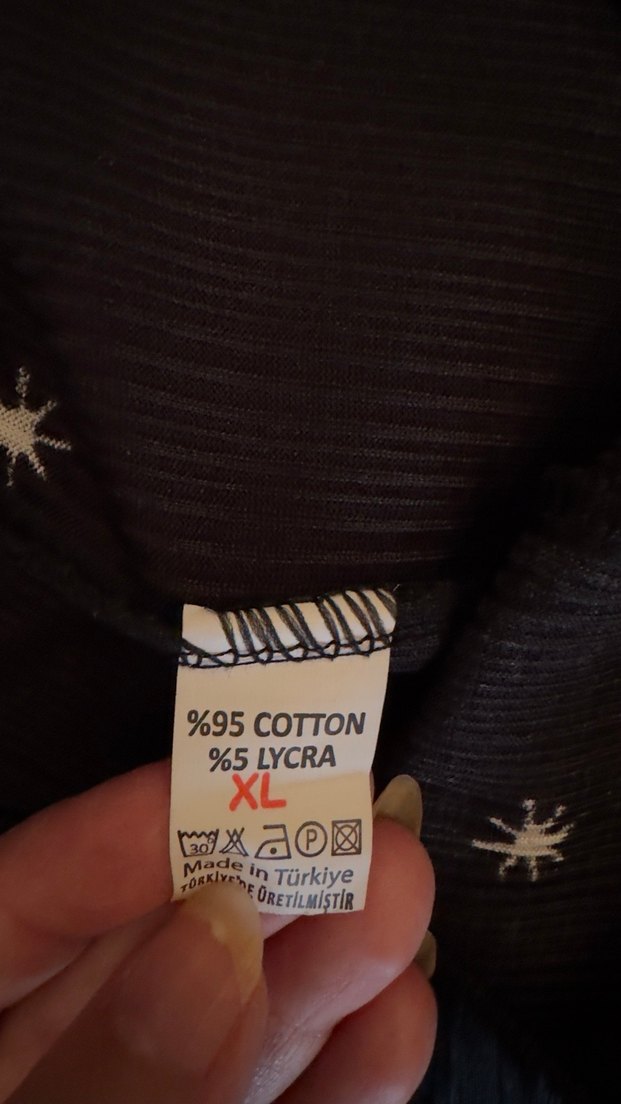 %95 COTTON
%5 LYCRA
XL
30° P
Made in Türkiye
TÜRKİYE'DE ÜRETİLMİŞTİR